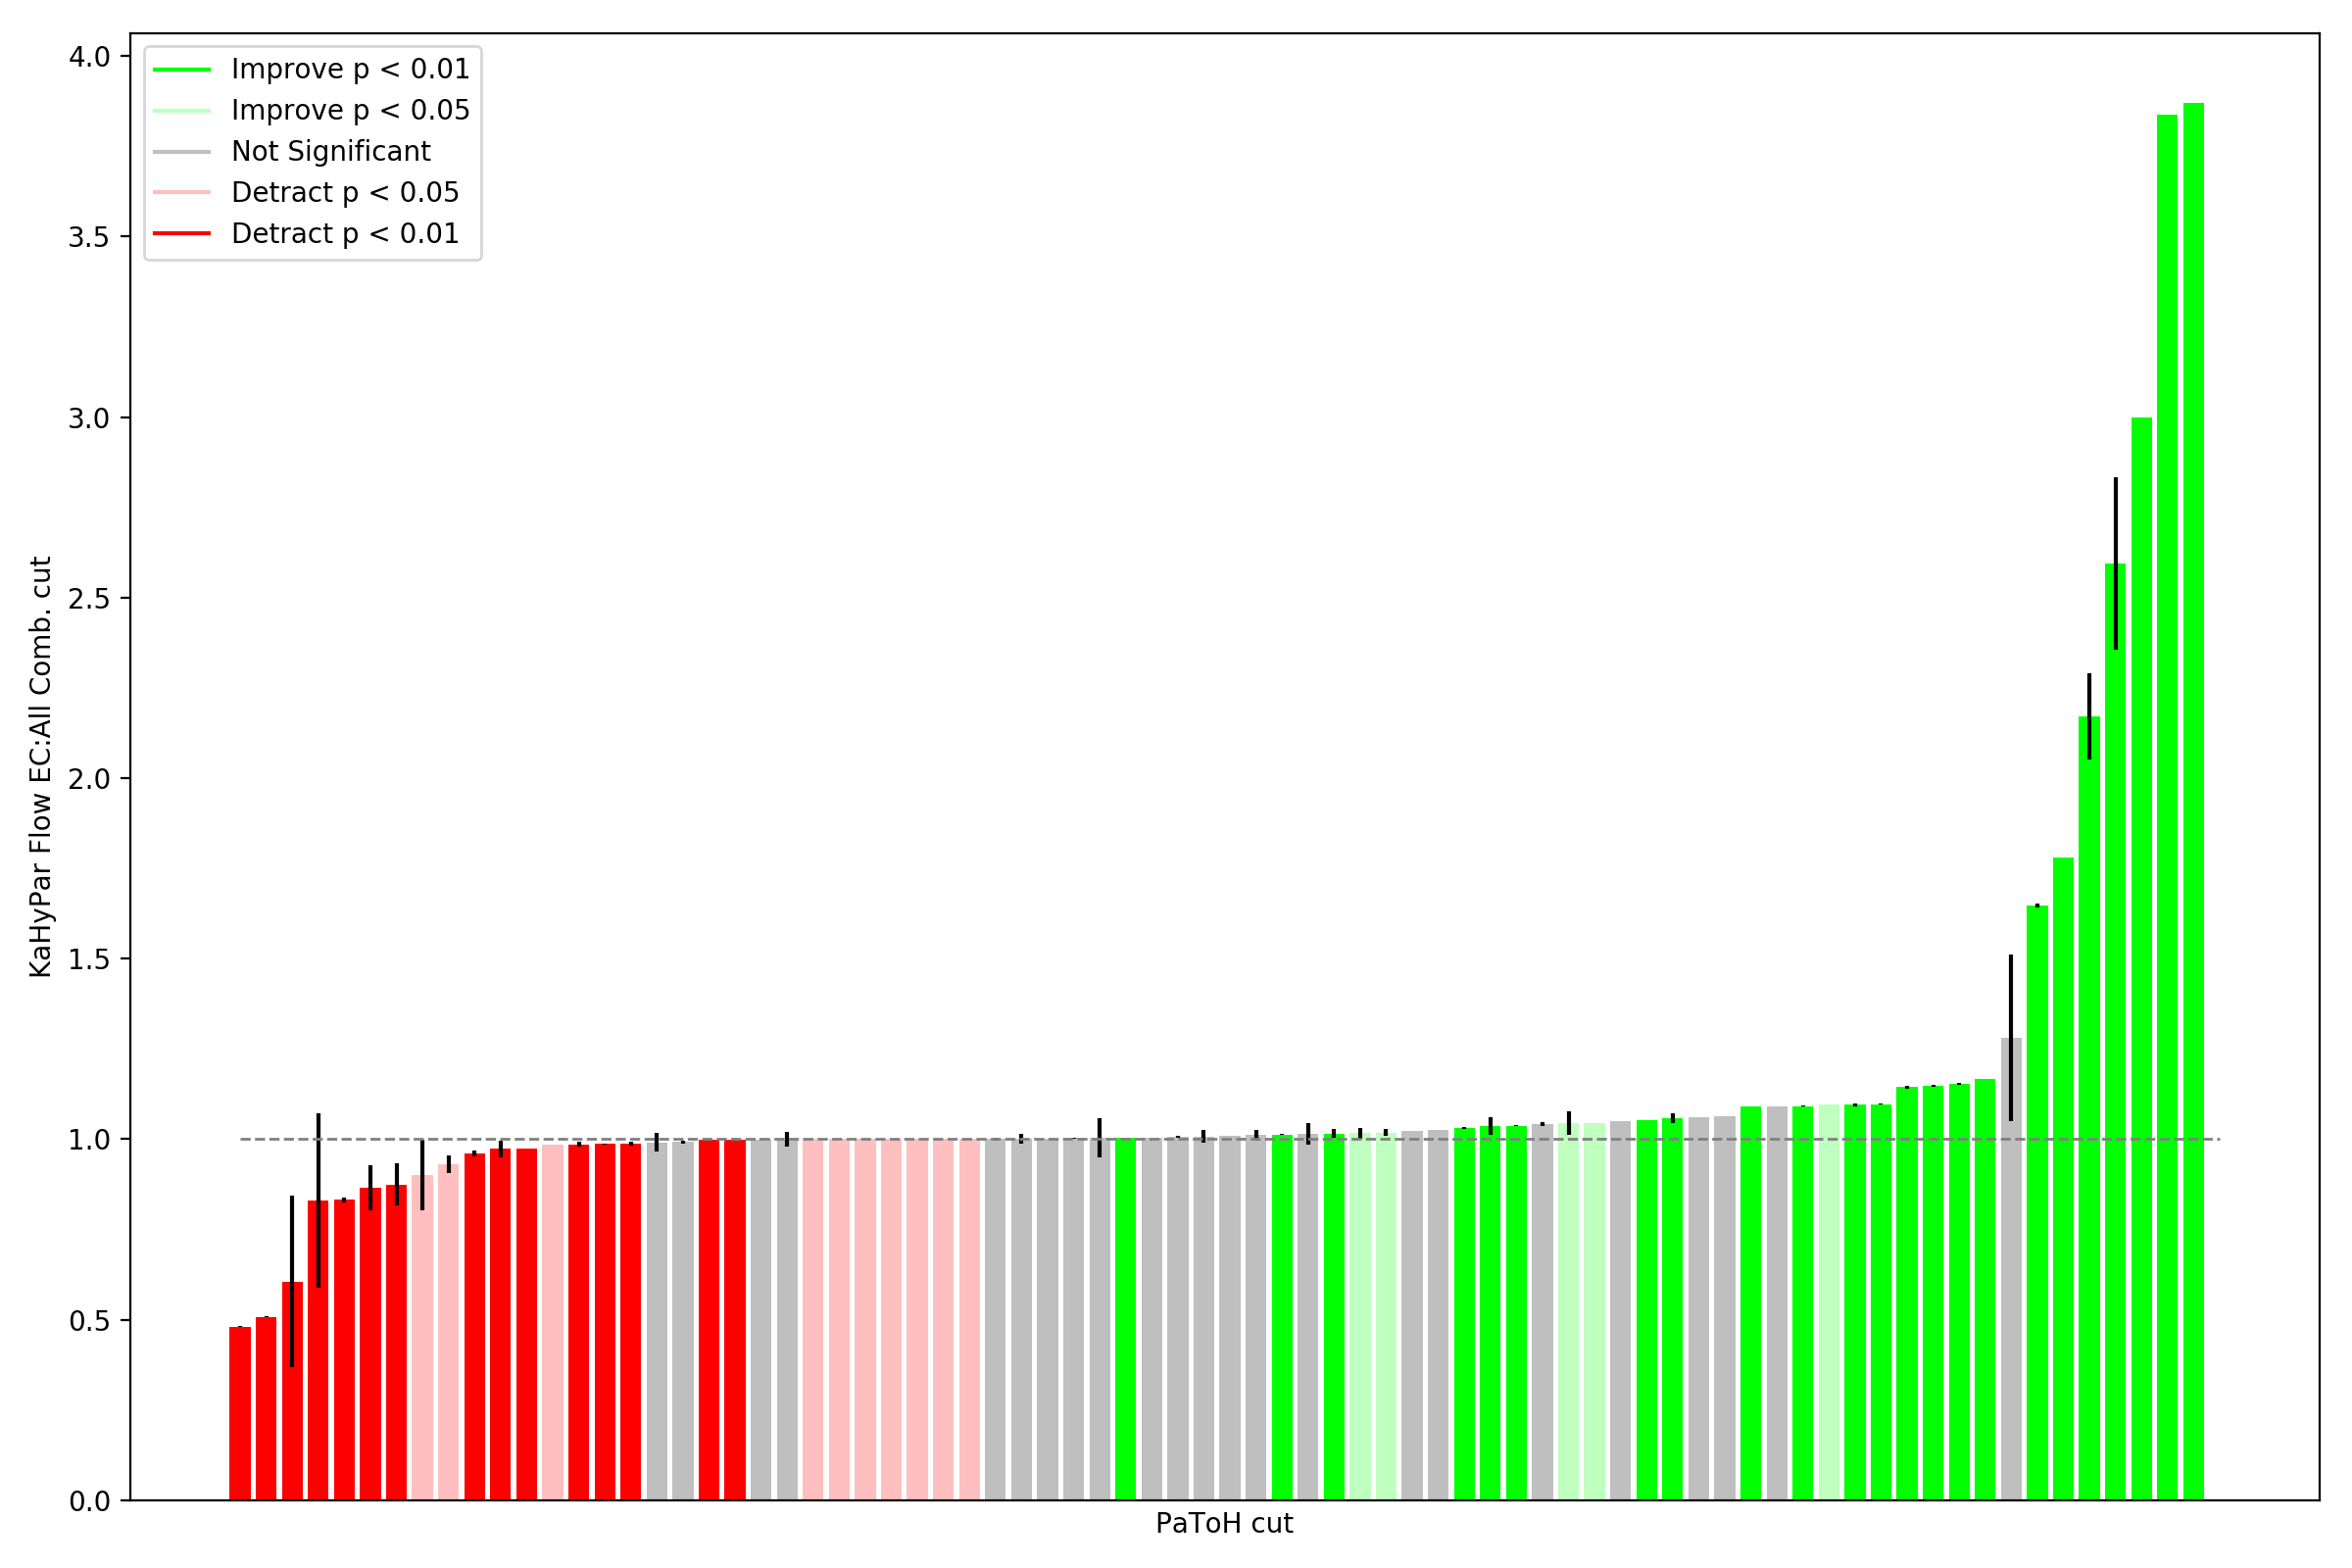 4.0
3.5
3.0
2.5
2.0
1.5
1.0
0.5
0.0
KaHyPar Flow EC:All Comb. cut
Improve p < 0.01
Improve p < 0.05
Not Significant
Detract p < 0.05
Detract p < 0.01
PaToH cut